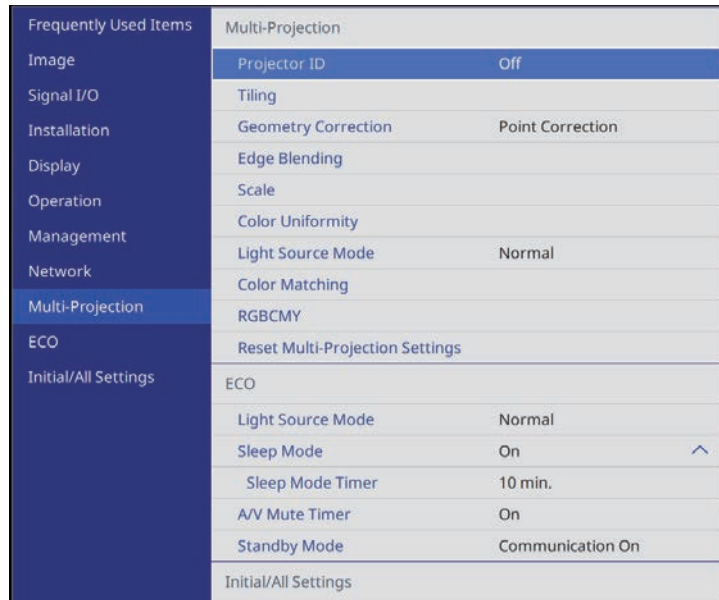 Frequently Used Items
Image
Signal I/O
Installation
Display
Operation
Management
Network
Multi-Projection
ECO
Initial/All Settings
Multi-Projection
Projector ID Off
Tiling
Geometry Correction Point Correction
Edge Blending
Scale
Color Uniformity
Light Source Mode Normal
Color Matching
RGBCMY
Reset Multi-Projection Settings
ECO
Light Source Mode Normal
Sleep Mode On
Sleep Mode Timer 10 min.
A/V Mute Timer On
Standby Mode Communication On
Initial/All Settings